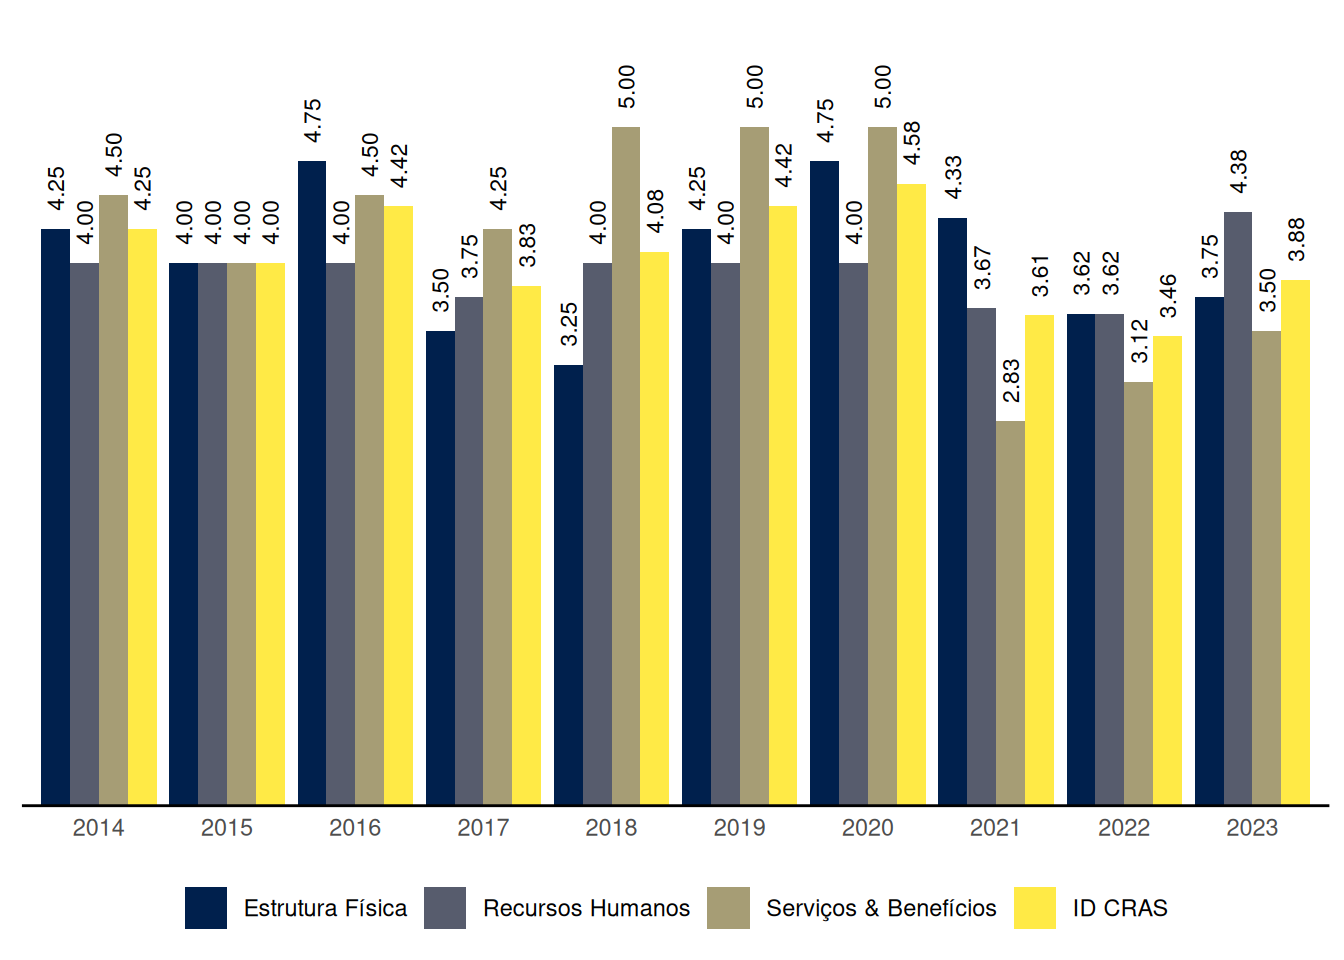 4.25 4.00 4.50 4.25
4.00 4.00 4.00 4.00
4.75 4.00 4.50 4.42
3.50 3.75 4.25 3.83
3.25 4.00 5.00 4.08
4.25 4.00 5.00 4.42
4.75 4.00 5.00 4.58
4.33 3.67 2.83 3.61
3.62 3.62 3.12 3.46
3.75 4.38 3.50 3.88
2014 2015 2016 2017 2018 2019 2020 2021 2022 2023
Estrutura Física Recursos Humanos Serviços & Benefícios ID CRAS